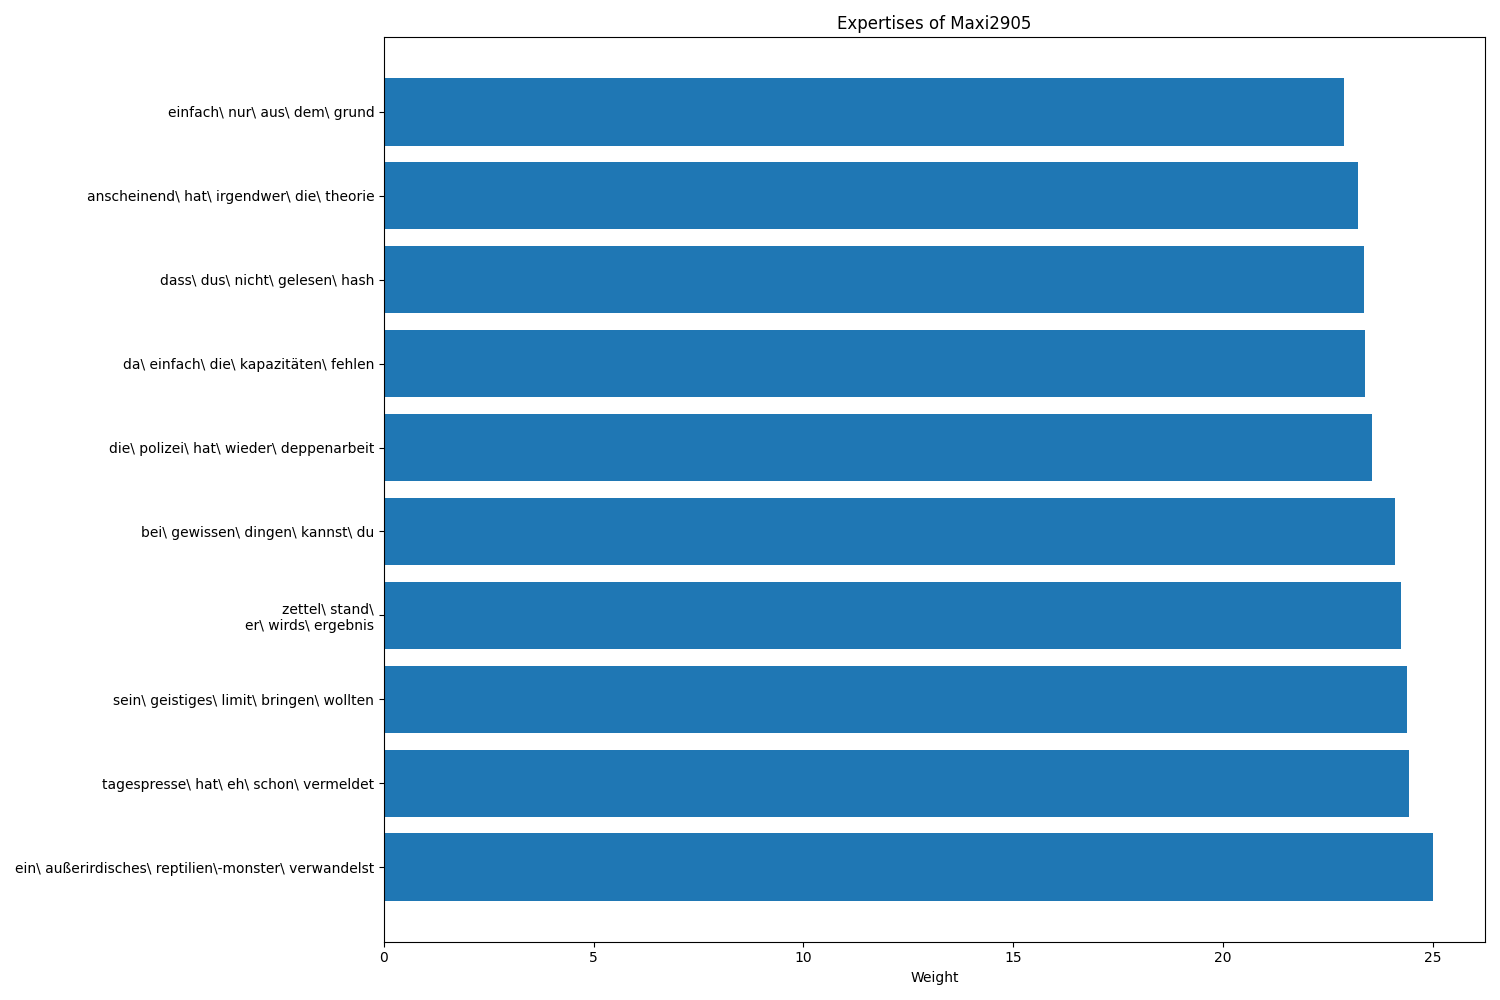 Expertises of Maxi2905
einfach\ nur\ aus\ dem\ grund
anscheinend\ hat\ irgendwer\ die\ theorie
dass\ dus\ nicht\ gelesen\ hash
da\ einfach\ die\ kapazitäten\ fehlen
die\ polizei\ hat\ wieder\ deppenarbeit
bei\ gewissen\ dingen\ kannst\ du
zettel\ stand\
er\ wirds\ ergebnis
sein\ geistiges\ limit\ bringen\ wollten
tagespresse\ hat\ eh\ schon\ vermeldet
ein\ außerirdisches\ reptilien\-monster\ verwandelst
0 5 10 15 20 25
Weight